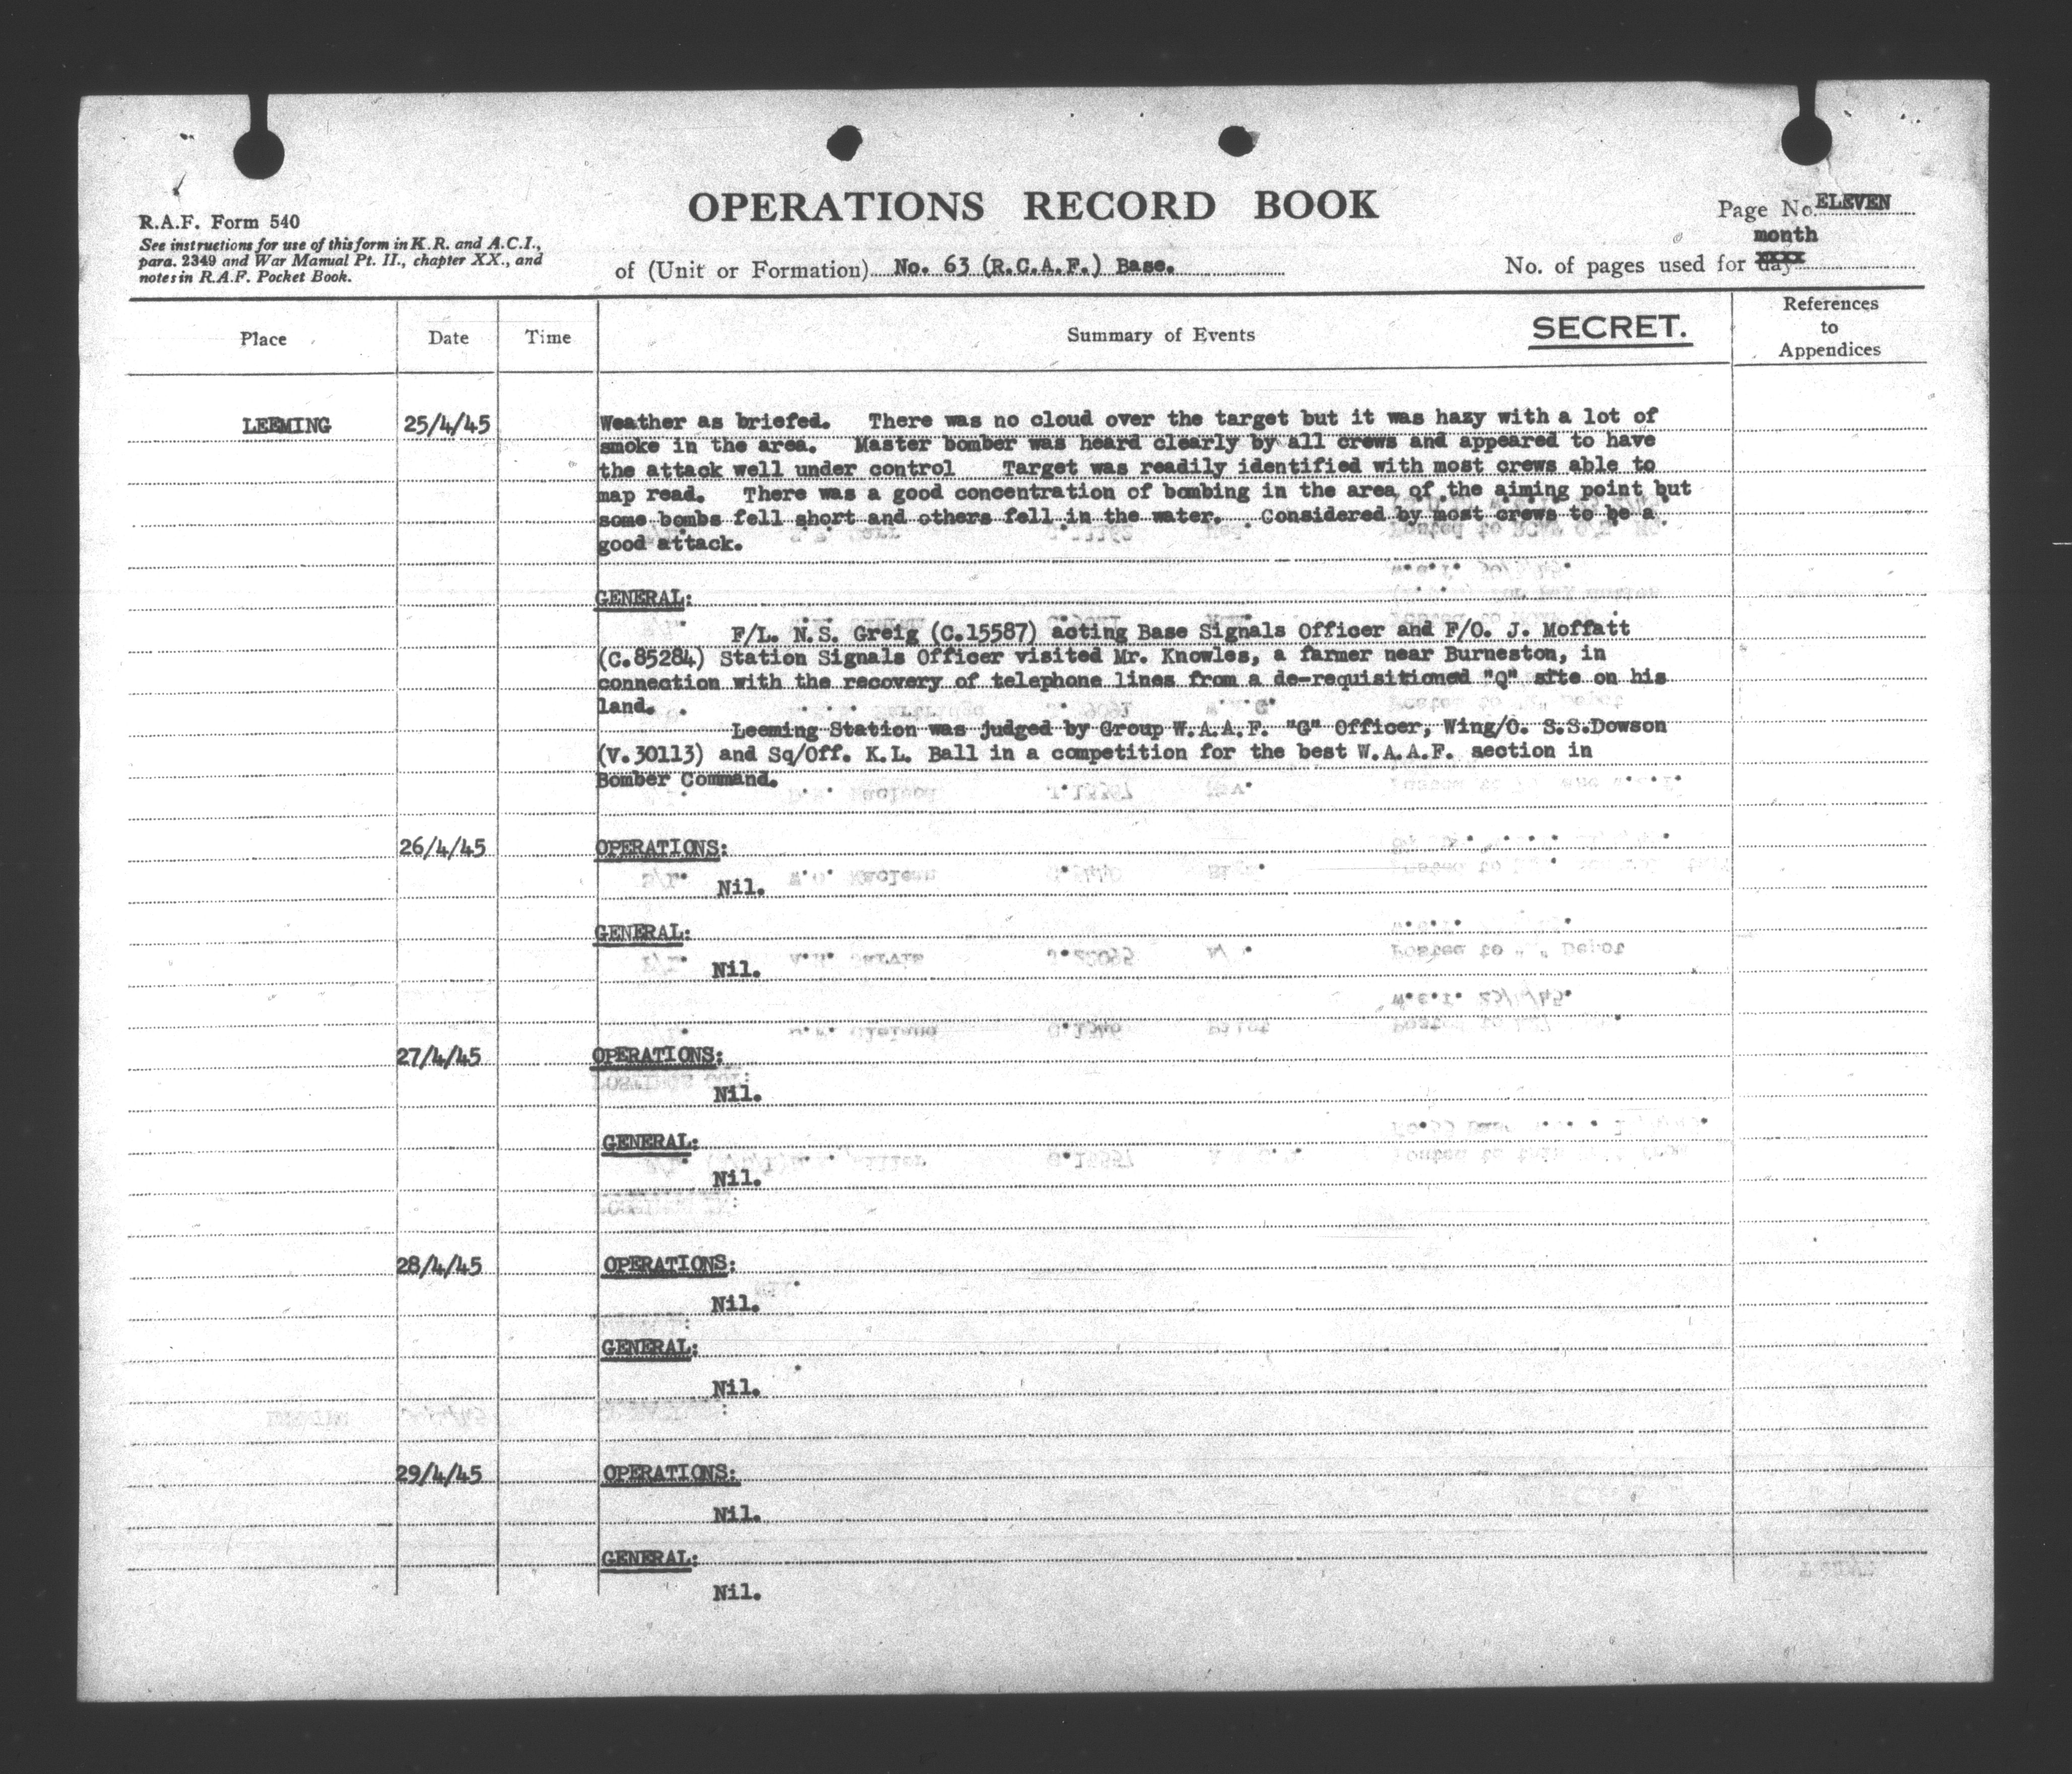 OPERATIONS RECORD BOOK
R.A.F. Form 540
See instructions for use of this form in K.R. and A.C.I.,
para. 2349 and War Manual Pt. II., chapter XX., and
notes in R.A.F. Pocket Book.
of (Unit or Formation) No. 63 (R.C.A.F.) Base.
Page No. ELEVEN
month
No. of pages used for day
Place Date Time Summary of Events SECRET. References to Appendices
LEEMING 25/4/45 Weather as briefed. There was no cloud over the target but it was hazy with a lot of
smoke in the area. Master bomber was heard clearly by all crews and appeared to have
the attack well under control Target was readily identified with most crews able to
map read. There was a good concentration of bombing in the area of the aiming point but
some bombs fell short and others fell in the water. Considered by most crews to be a
good attack.
GENERAL:
F/L. N.S. Greig (C.15587) acting Base Signals Officer and F/O. J. Moffatt
(C.85284) Station Signals Officer visited Mr. Knowles, a farmer near Burneston, in
connection with the recovery of telephone lines from a de-requisitioned "Q" site on his
land.
Leeming Station was judged by Group W.A.A.F. "G" Officer, Wing/O. S.S.Dowson
(V.30113) and Sq/Off. K.L. Ball in a competition for the best W.A.A.F. section in
Bomber Command.
26/4/45 OPERATIONS:
Nil.
GENERAL:
Nil.
27/4/45 OPERATIONS:
Nil.
GENERAL:
Nil.
28/4/45 OPERATIONS:
Nil.
GENERAL:
Nil.
29/4/45 OPERATIONS:
Nil.
GENERAL:
Nil.